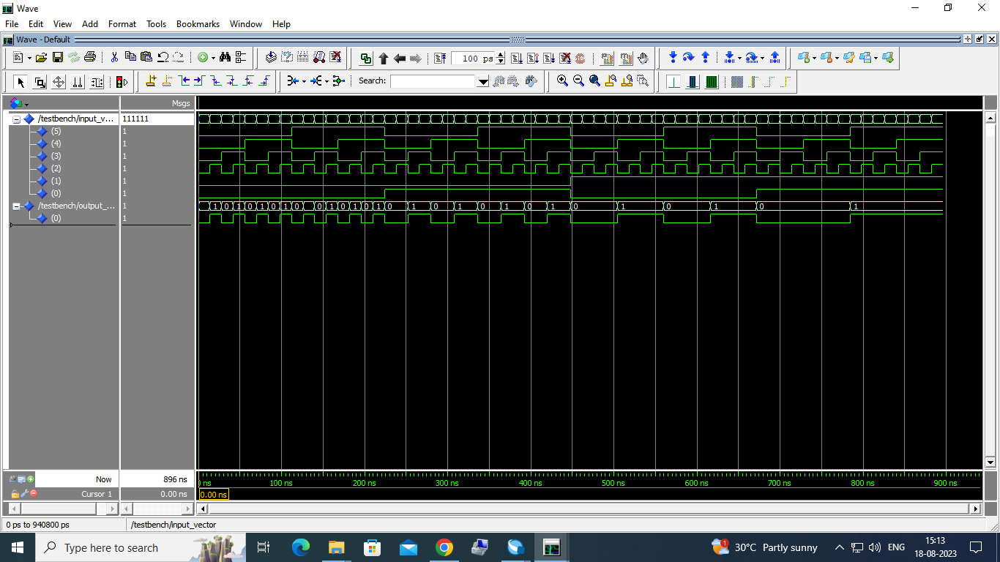 Wave
File Edit View Add Format Tools Bookmarks Window Help
Wave - Default
100 ps
Search:
Msgs
/testbench/input_v... 111111
(5) 1
(4) 1
(3) 1
(2) 1
(1) 1
(0) 1
/testbench/output_... 1 1 0 1 0 1 0 1 0 0 1 0 1 0 1 0 1 0 1 0 1 0 1 0 1 0 1 0 1
(0) 1
Now 896 ns
ns 100 ns 200 ns 300 ns 400 ns 500 ns 600 ns 700 ns 800 ns 900 ns
Cursor 1 0.00 ns 0.00 ns
0 ps to 940800 ps /testbench/input_vector
Type here to search
1
30°C Partly sunny
ENG
15:13
18-08-2023